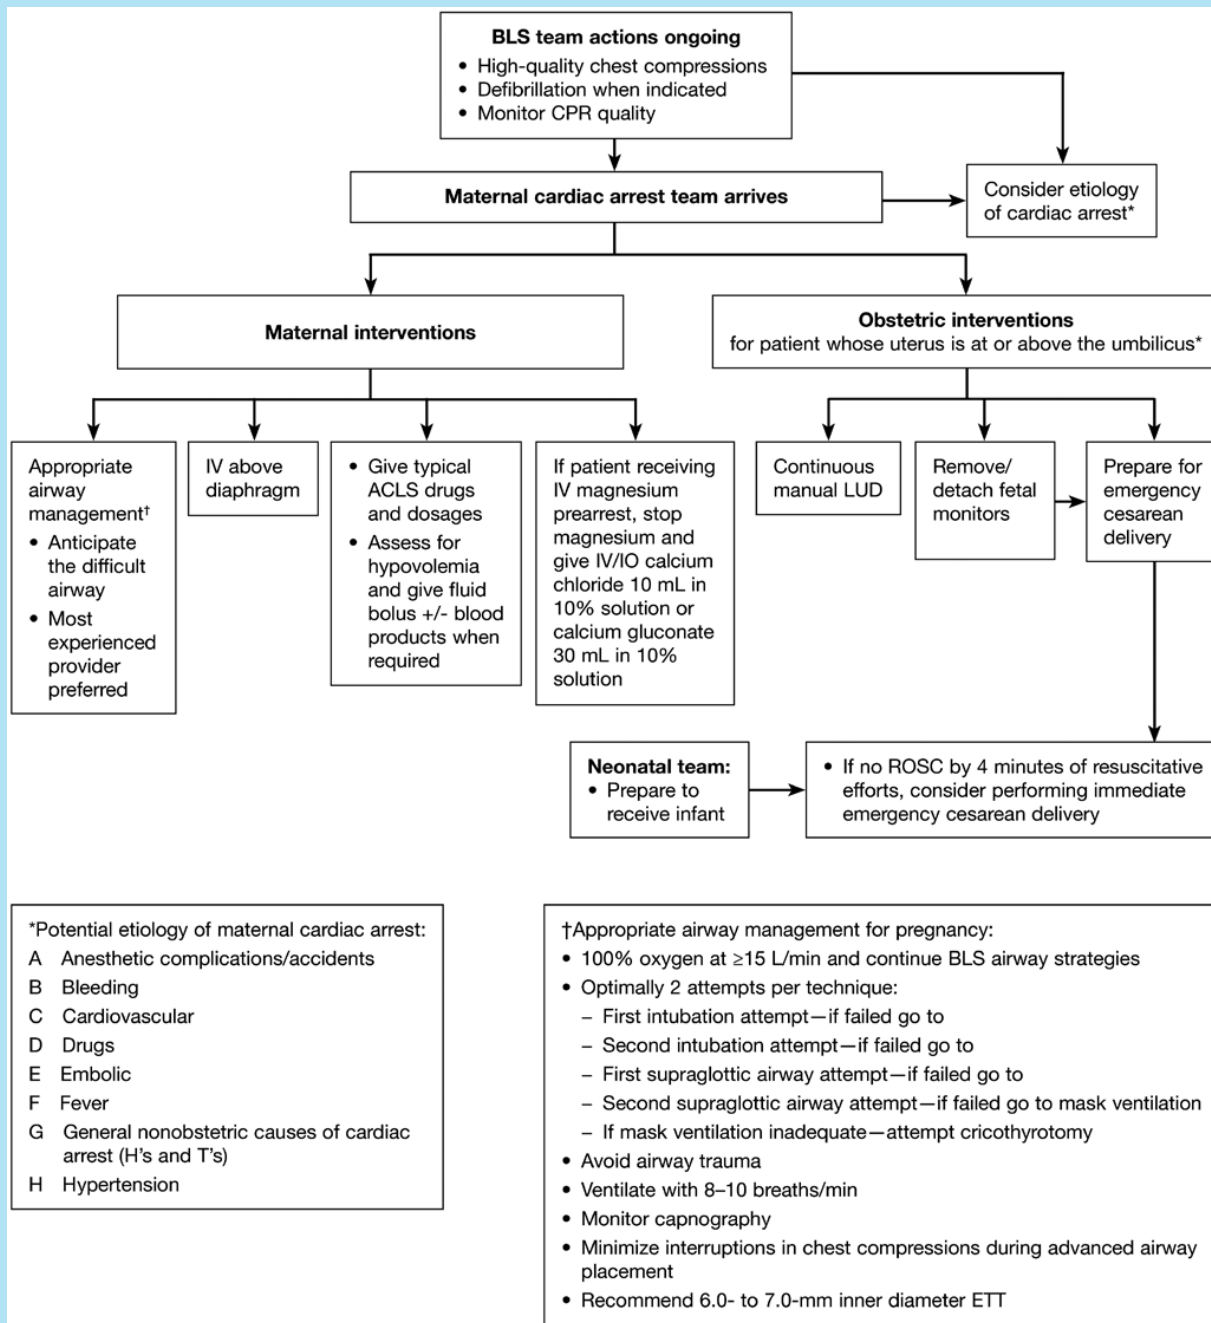 BLS team actions ongoing
• High-quality chest compressions
• Defibrillation when indicated
• Monitor CPR quality
Maternal cardiac arrest team arrives
Consider etiology
of cardiac arrest*
Maternal interventions
Obstetric interventions
for patient whose uterus is at or above the umbilicus*
Appropriate
airway
management†
• Anticipate
the difficult
airway
• Most
experienced
provider
preferred
IV above
diaphragm
• Give typical
ACLS drugs
and dosages
• Assess for
hypovolemia
and give fluid
bolus +/- blood
products when
required
If patient receiving
IV magnesium
prearrest, stop
magnesium and
give IV/IO calcium
chloride 10 mL in
10% solution or
calcium gluconate
30 mL in 10%
solution
Continuous
manual LUD
Remove/
detach fetal
monitors
Prepare for
emergency
cesarean
delivery
Neonatal team:
• Prepare to
receive infant
• If no ROSC by 4 minutes of resuscitative
efforts, consider performing immediate
emergency cesarean delivery
*Potential etiology of maternal cardiac arrest:
A Anesthetic complications/accidents
B Bleeding
C Cardiovascular
D Drugs
E Embolic
F Fever
G General nonobstetric causes of cardiac
arrest (H's and T's)
H Hypertension
†Appropriate airway management for pregnancy:
• 100% oxygen at ≥15 L/min and continue BLS airway strategies
• Optimally 2 attempts per technique:
– First intubation attempt—if failed go to
– Second intubation attempt—if failed go to
– First supraglottic airway attempt—if failed go to
– Second supraglottic airway attempt—if failed go to mask ventilation
– If mask ventilation inadequate—attempt cricothyrotomy
• Avoid airway trauma
• Ventilate with 8–10 breaths/min
• Monitor capnography
• Minimize interruptions in chest compressions during advanced airway
placement
• Recommend 6.0- to 7.0-mm inner diameter ETT